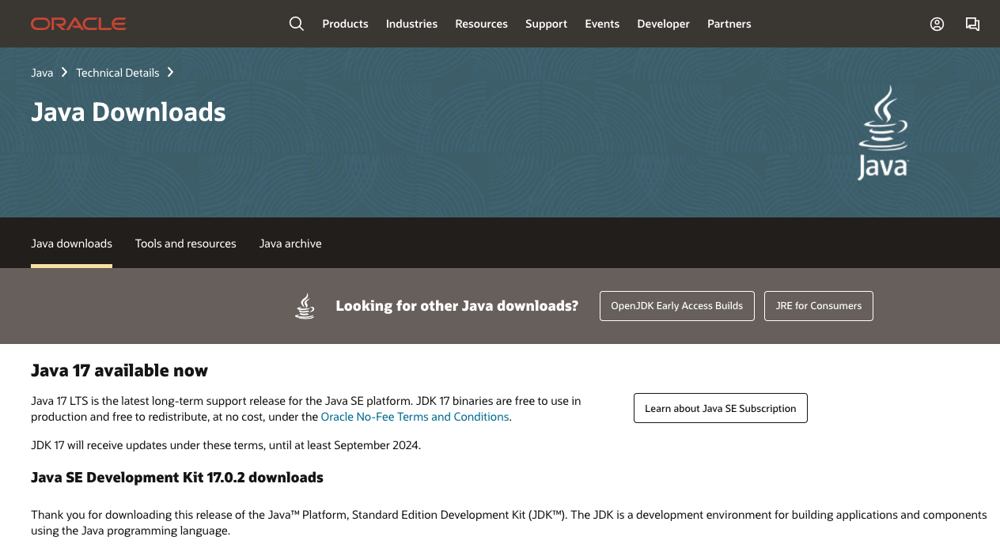 ORACLE
Products Industries Resources Support Events Developer Partners
Java Technical Details
Java Downloads
Java
Java downloads Tools and resources Java archive
Looking for other Java downloads? OpenJDK Early Access Builds JRE for Consumers
Java 17 available now
Java 17 LTS is the latest long-term support release for the Java SE platform. JDK 17 binaries are free to use in
production and free to redistribute, at no cost, under the Oracle No-Fee Terms and Conditions.
Learn about Java SE Subscription
JDK 17 will receive updates under these terms, until at least September 2024.
Java SE Development Kit 17.0.2 downloads
Thank you for downloading this release of the Java™ Platform, Standard Edition Development Kit (JDK™). The JDK is a development environment for building applications and components
using the Java programming language.